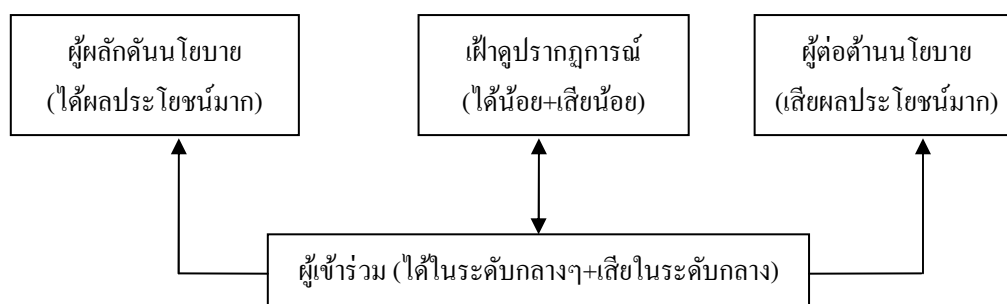 ผู้ผลักดันนโยบาย
(ได้ผลประโยชน์มาก)
เฝ้าดูปรากฏการณ์
(ได้น้อย+เสียน้อย)
ผู้ต่อต้านนโยบาย
(เสียผลประโยชน์มาก)
ผู้เข้าร่วม (ได้ในระดับกลางๆ+เสียในระดับกลาง)